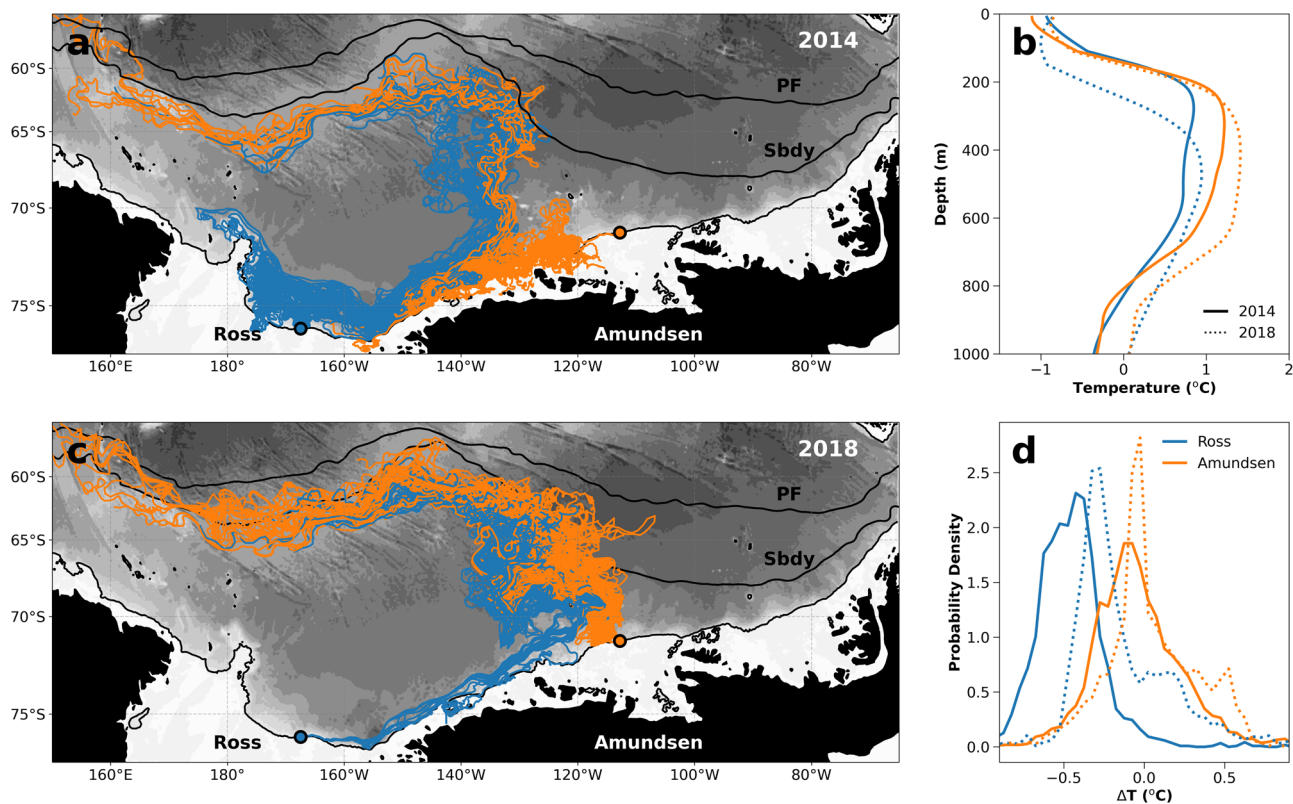 a
2014
PF
Sbdy
Ross
Amundsen
60°S
65°S
70°S
75°S
160°E
180°
160°W
140°W
120°W
100°W
80°W
b
0
200
400
600
800
1000
Depth (m)
2014
2018
−1
0
1
2
Temperature (°C)
c
2018
PF
Sbdy
Ross
Amundsen
60°S
65°S
70°S
75°S
160°E
180°
160°W
140°W
120°W
100°W
80°W
d
Ross
Amundsen
2.5
2.0
1.5
1.0
0.5
0.0
Probability Density
−0.5
0.0
0.5
ΔT (°C)